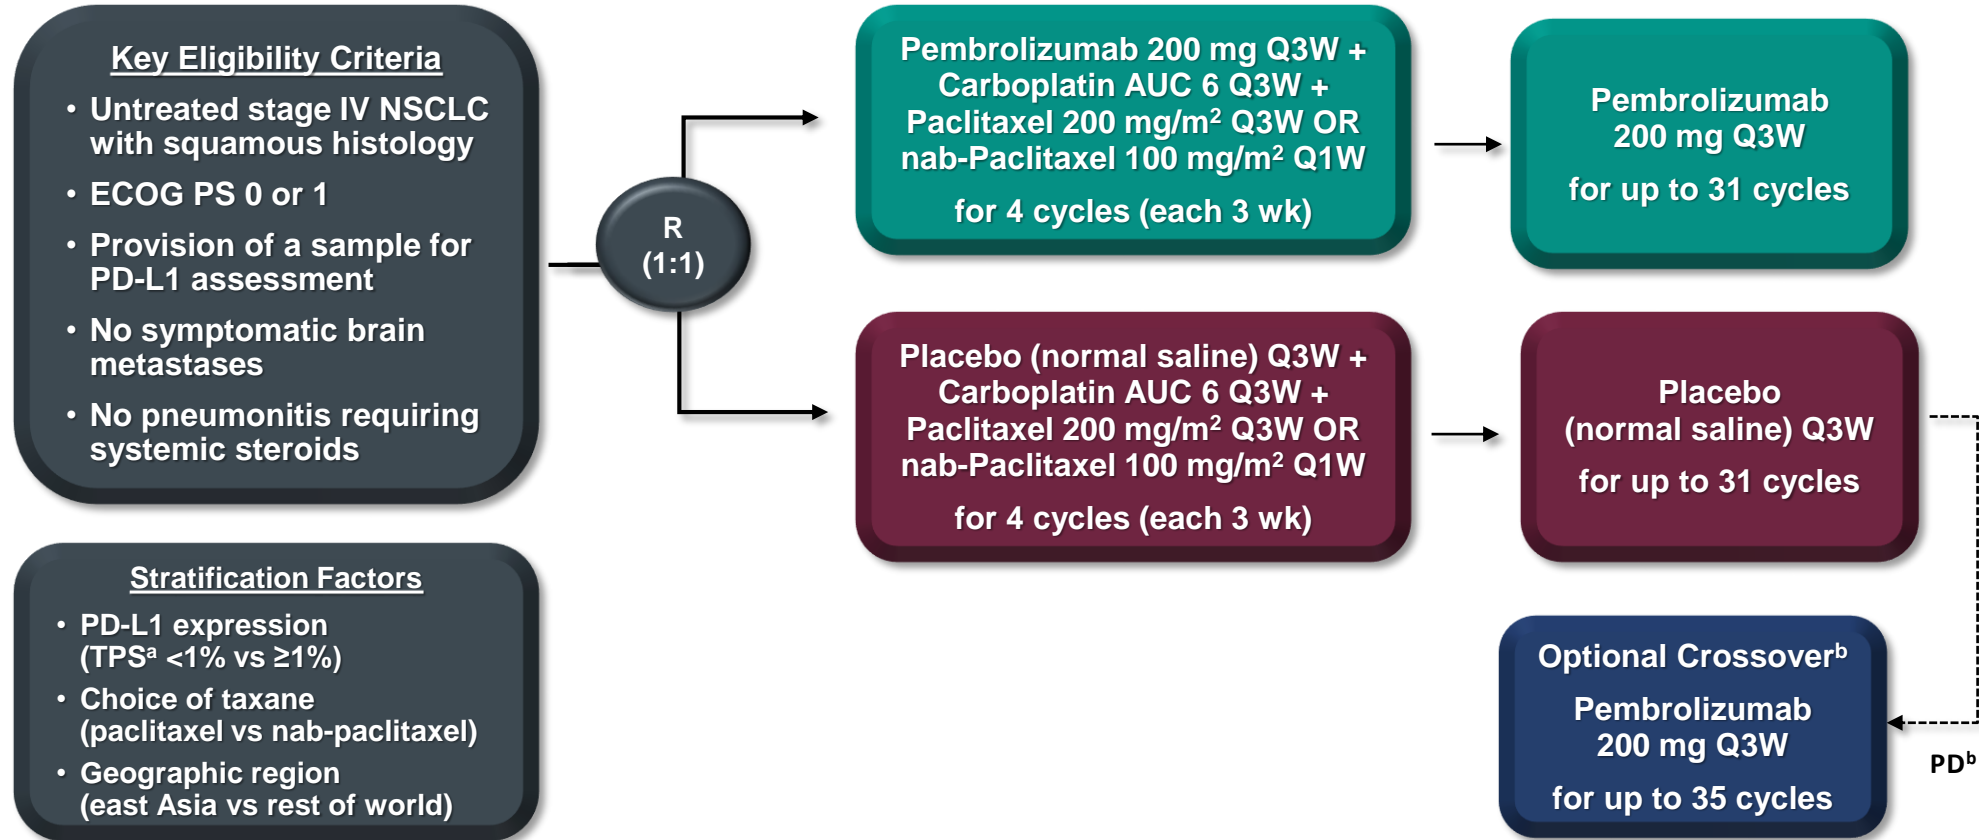 Key Eligibility Criteria
• Untreated stage IV NSCLC
with squamous histology
• ECOG PS 0 or 1
• Provision of a sample for
PD-L1 assessment
• No symptomatic brain
metastases
• No pneumonitis requiring
systemic steroids
Stratification Factors
• PD-L1 expression
(TPSᵃ <1% vs ≥1%)
• Choice of taxane
(paclitaxel vs nab-paclitaxel)
• Geographic region
(east Asia vs rest of world)
R
(1:1)
Pembrolizumab 200 mg Q3W +
Carboplatin AUC 6 Q3W +
Paclitaxel 200 mg/m² Q3W OR
nab-Paclitaxel 100 mg/m² Q1W
for 4 cycles (each 3 wk)
Pembrolizumab
200 mg Q3W
for up to 31 cycles
Placebo (normal saline) Q3W +
Carboplatin AUC 6 Q3W +
Paclitaxel 200 mg/m² Q3W OR
nab-Paclitaxel 100 mg/m² Q1W
for 4 cycles (each 3 wk)
Placebo
(normal saline) Q3W
for up to 31 cycles
Optional Crossoverᵇ
Pembrolizumab
200 mg Q3W
for up to 35 cycles
PDᵇ